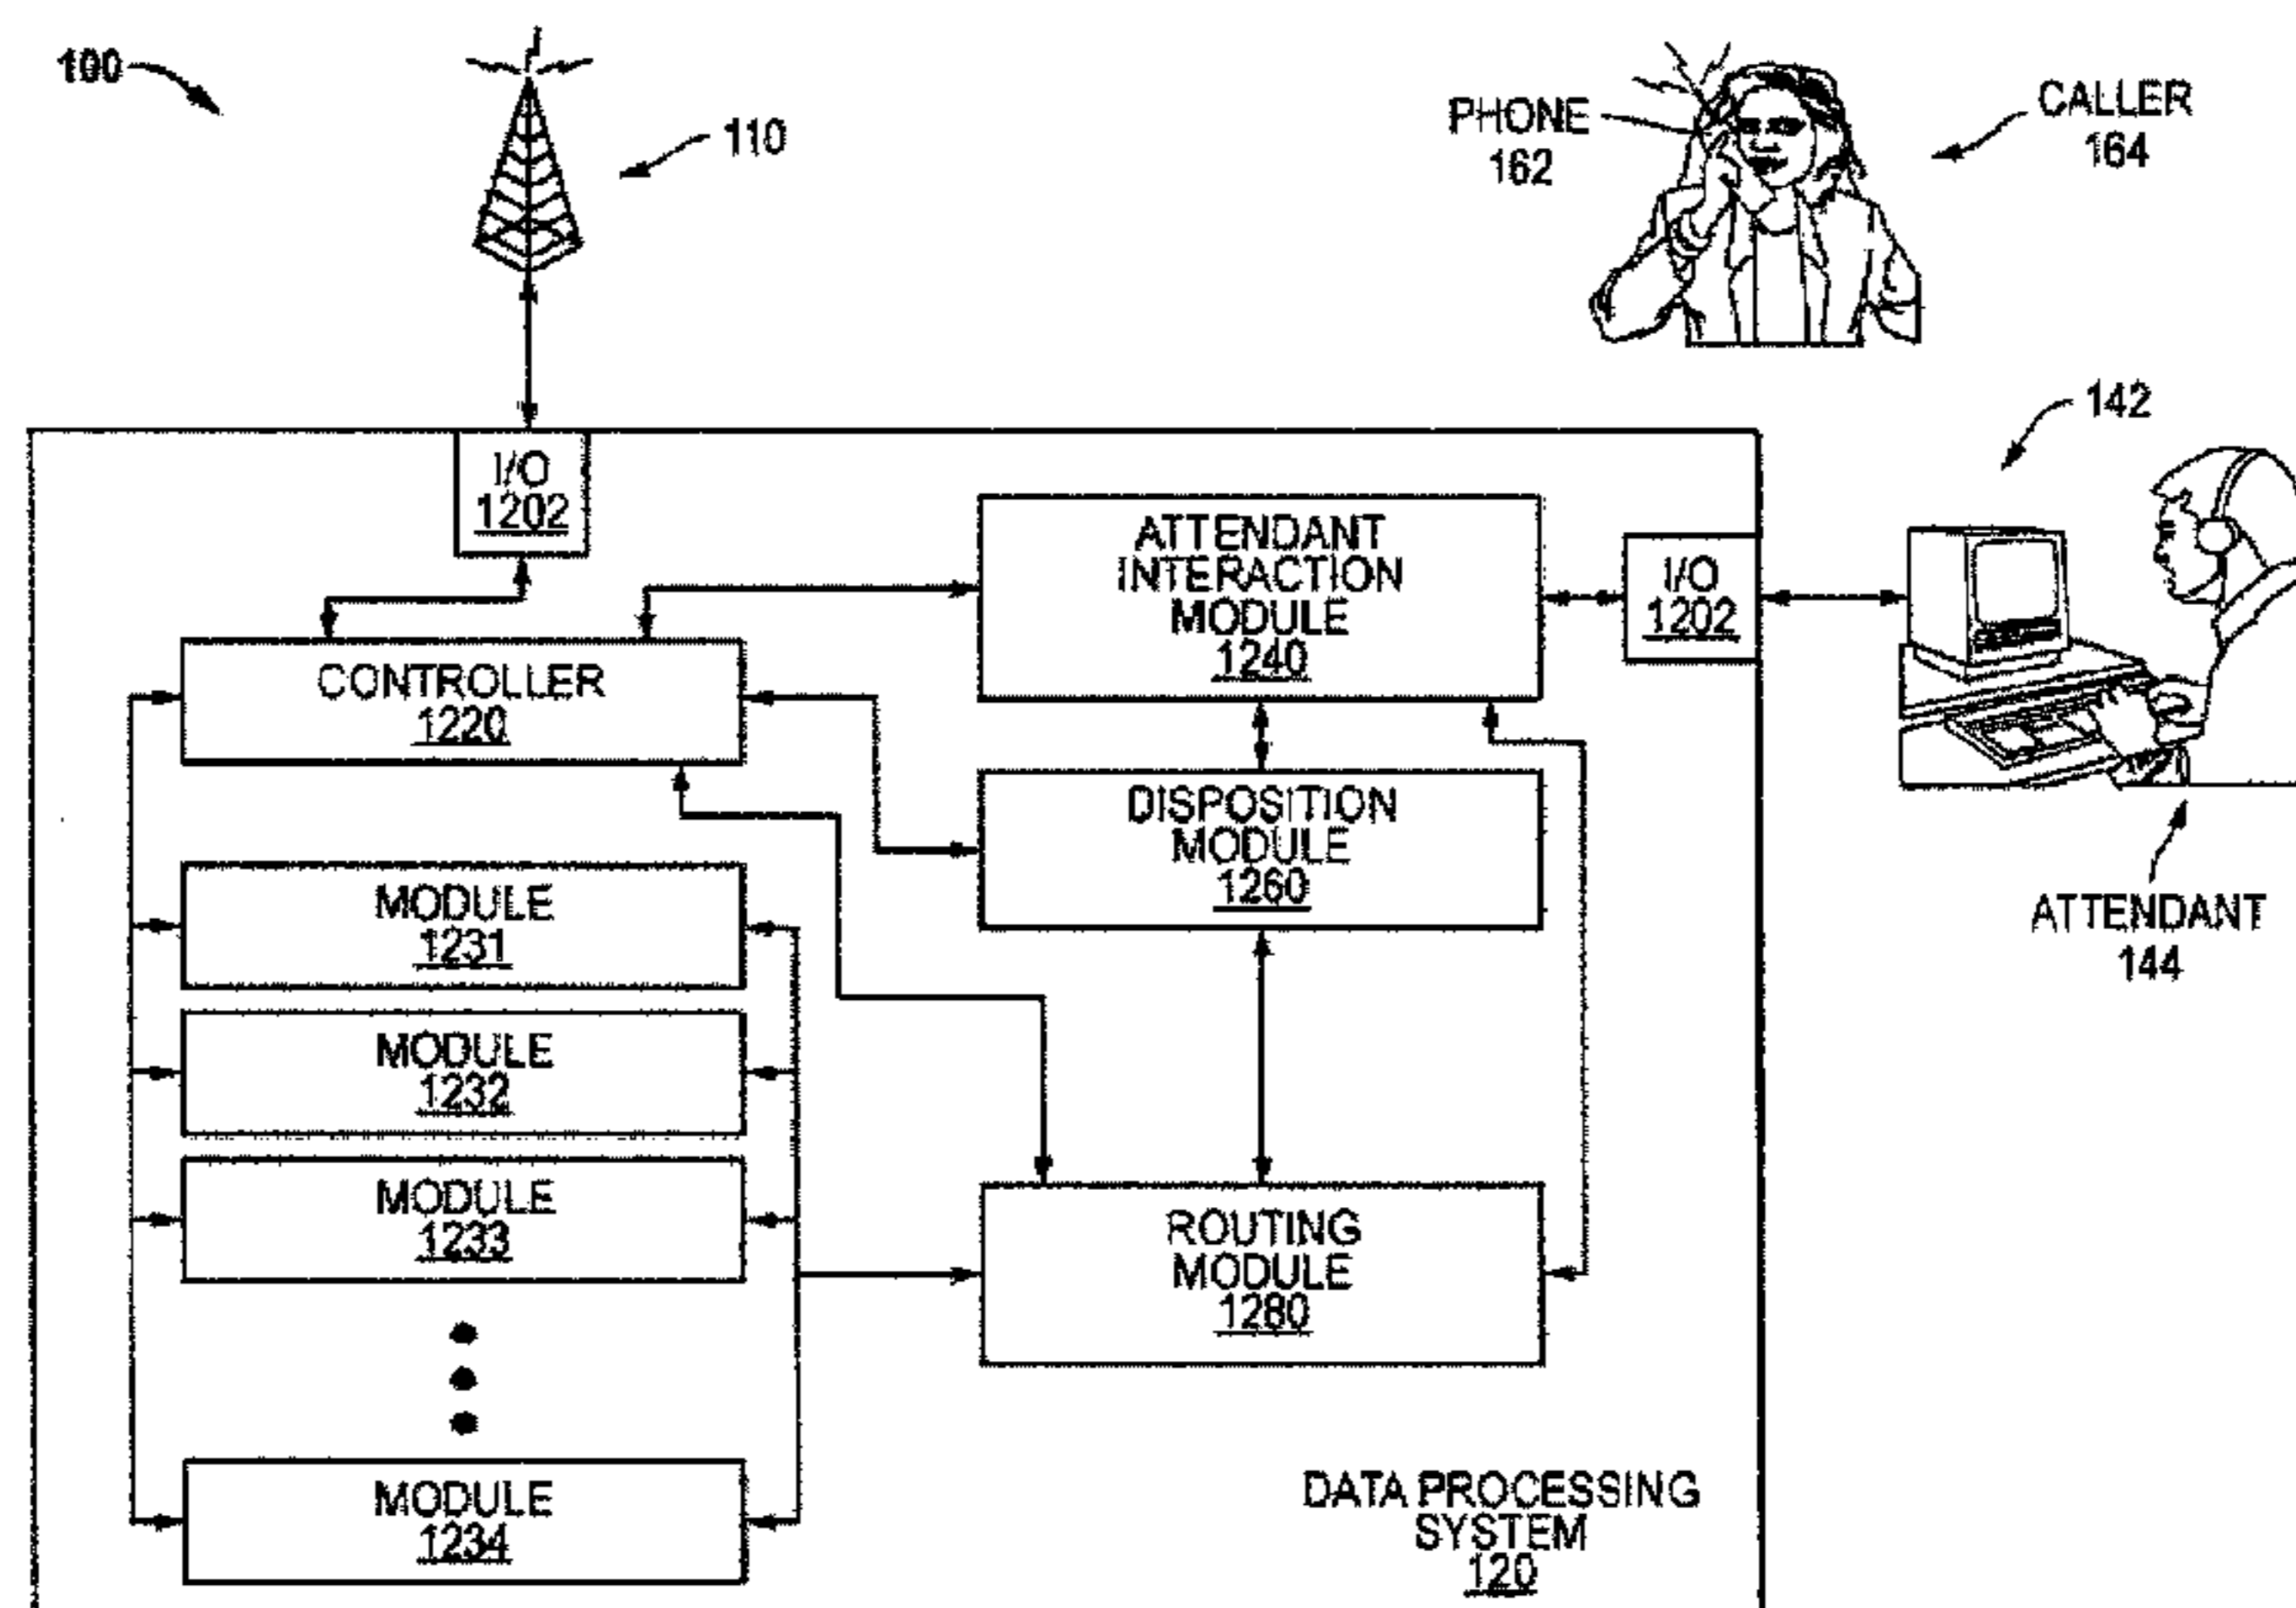 100
110
PHONE
162
CALLER
164
142
I/O
1202
ATTENDANT
INTERACTION
MODULE
1240
I/O
1202
CONTROLLER
1220
DISPOSITION
MODULE
1260
ATTENDANT
144
MODULE
1231
MODULE
1232
MODULE
1233
ROUTING
MODULE
1280
MODULE
1234
DATA PROCESSING
SYSTEM
120